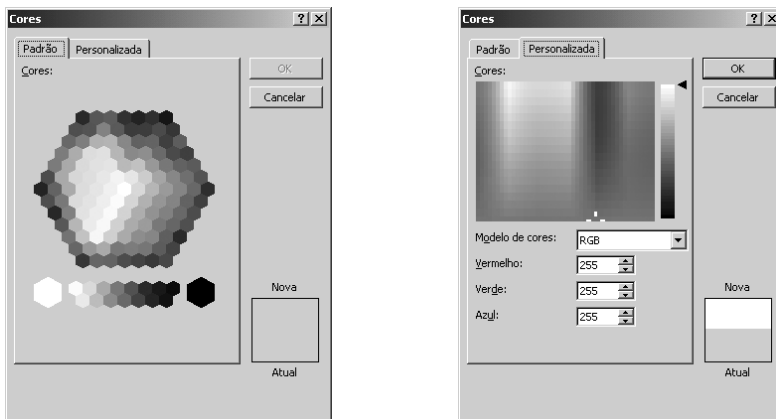 Cores
Padrão Personalizada
Cores:
OK
Cancelar
Nova
Atual
Cores
Padrão Personalizada
Cores:
OK
Cancelar
Modelo de cores: RGB
Vermelho: 255
Verde: 255
Azul: 255
Nova
Atual